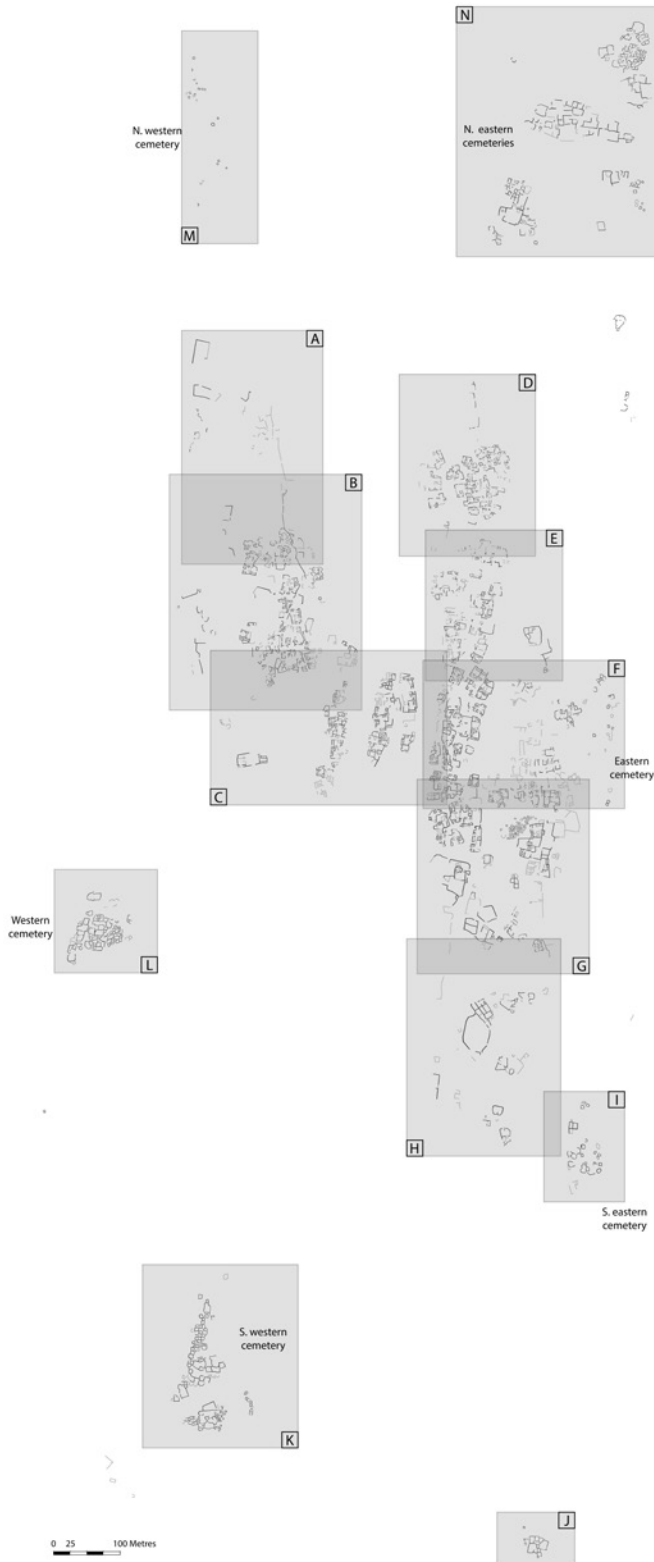 N
N. western
cemetery
N. eastern
cemeteries
M
A
D
B
E
F
Eastern
cemetery
C
Western
cemetery
L
G
I
H
S. eastern
cemetery
S. western
cemetery
K
J
0 25 100 Metres